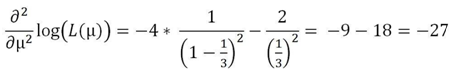 ∂²/∂μ² log(L(μ)) = −4 * 1/(1 − 1/3)² − 2/(1/3)² = −9 − 18 = −27